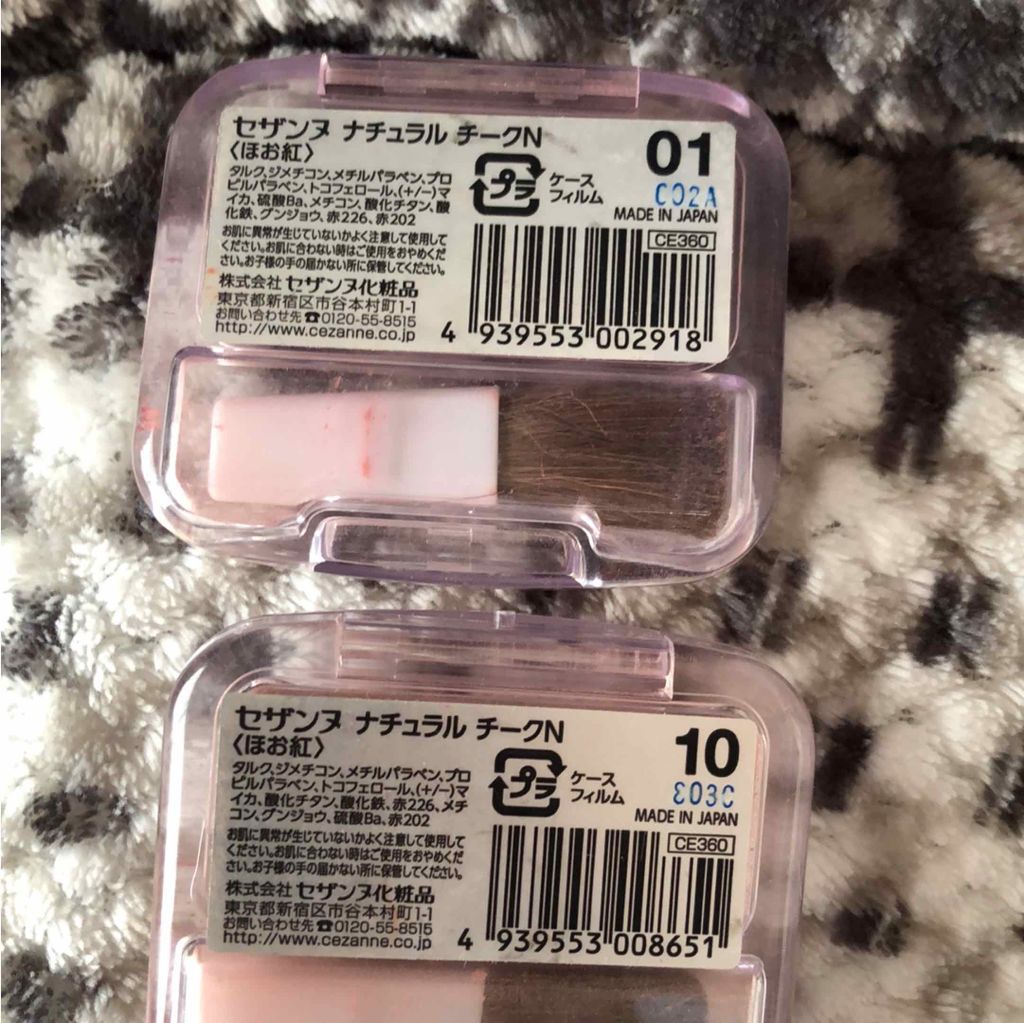 セザンヌ ナチュラル チークN
〈ほお紅〉
タルク、ジメチコン、メチルパラベン、プロ
ピルパラベン、トコフェロール、(+/−)マ
イカ、硫酸Ba、メチコン、酸化チタン、酸
化鉄、グンジョウ、赤226、赤202
お肌に異常が生じていないかよく注意して使用して
ください。お肌に合わない時はご使用をおやめくだ
さい。お子様の手の届かない所に保管してください。
株式会社 セザンヌ化粧品
東京都新宿区市谷本村町1-1
お問い合わせ先☎0120-55-8515
http://www.cezanne.co.jp
プラ
ケース
フィルム
01
C02A
MADE IN JAPAN
CE360
4 939553 002918
セザンヌ ナチュラル チークN
〈ほお紅〉
タルク、ジメチコン、メチルパラベン、プロ
ピルパラベン、トコフェロール、(+/−)マ
イカ、酸化チタン、酸化鉄、赤226、メチ
コン、グンジョウ、硫酸Ba、赤202
お肌に異常が生じていないかよく注意して使用して
ください。お肌に合わない時はご使用をおやめくだ
さい。お子様の手の届かない所に保管してください。
株式会社 セザンヌ化粧品
東京都新宿区市谷本村町1-1
お問い合わせ先☎0120-55-8515
http://www.cezanne.co.jp
プラ
ケース
フィルム
10
E03C
MADE IN JAPAN
CE360
4 939553 008651